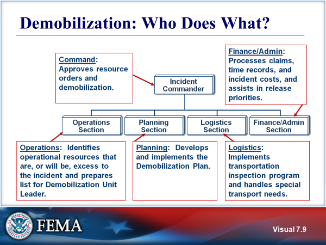 Demobilization: Who Does What?
Command:
Approves resource
orders and
demobilization.
Finance/Admin:
Processes claims,
time records, and
incident costs, and
assists in release
priorities.
Incident
Commander
Operations
Section
Planning
Section
Logistics
Section
Finance/Admin
Section
Operations: Identifies
operational resources that
are, or will be, excess to
the incident and prepares
list for Demobilization Unit
Leader.
Planning: Develops
and implements the
Demobilization Plan.
Logistics:
Implements
transportation
inspection program
and handles special
transport needs.
FEMA
Visual 7.9